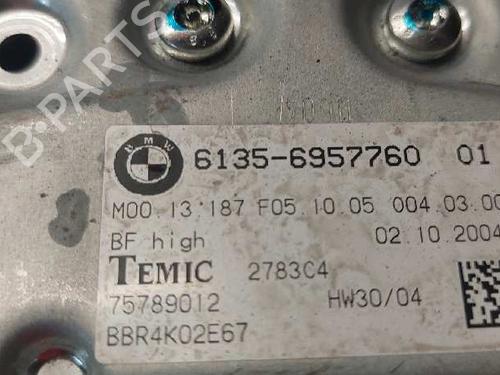 B-PARTS
BMW
6135-6957760 01
M00.13.187 F05.10.05 004.03.00
BF high 02.10.2004
TEMIC 2783C4
75789012 HW30/04
BBR4K02E67